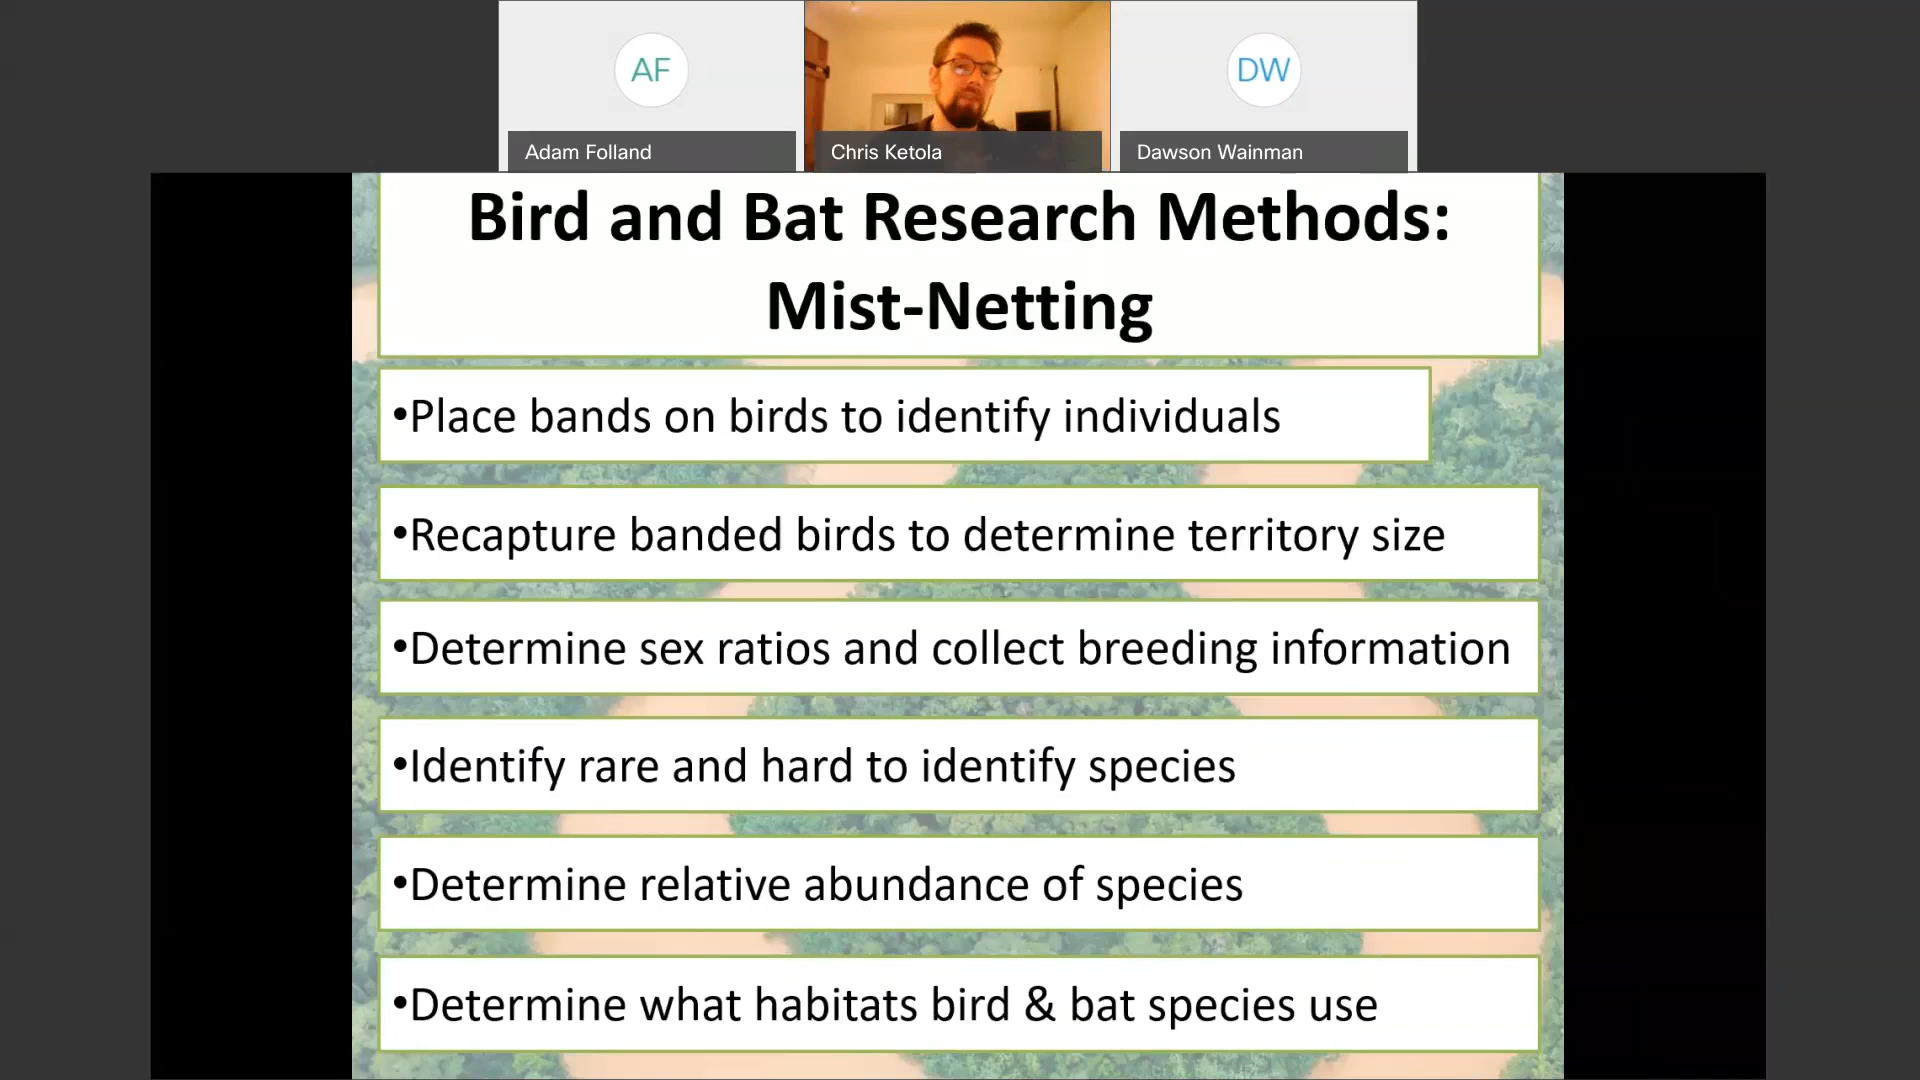 AF
DW
Adam Folland
Chris Ketola
Dawson Wainman
Bird and Bat Research Methods:
Mist-Netting
•Place bands on birds to identify individuals
•Recapture banded birds to determine territory size
•Determine sex ratios and collect breeding information
•Identify rare and hard to identify species
•Determine relative abundance of species
•Determine what habitats bird & bat species use